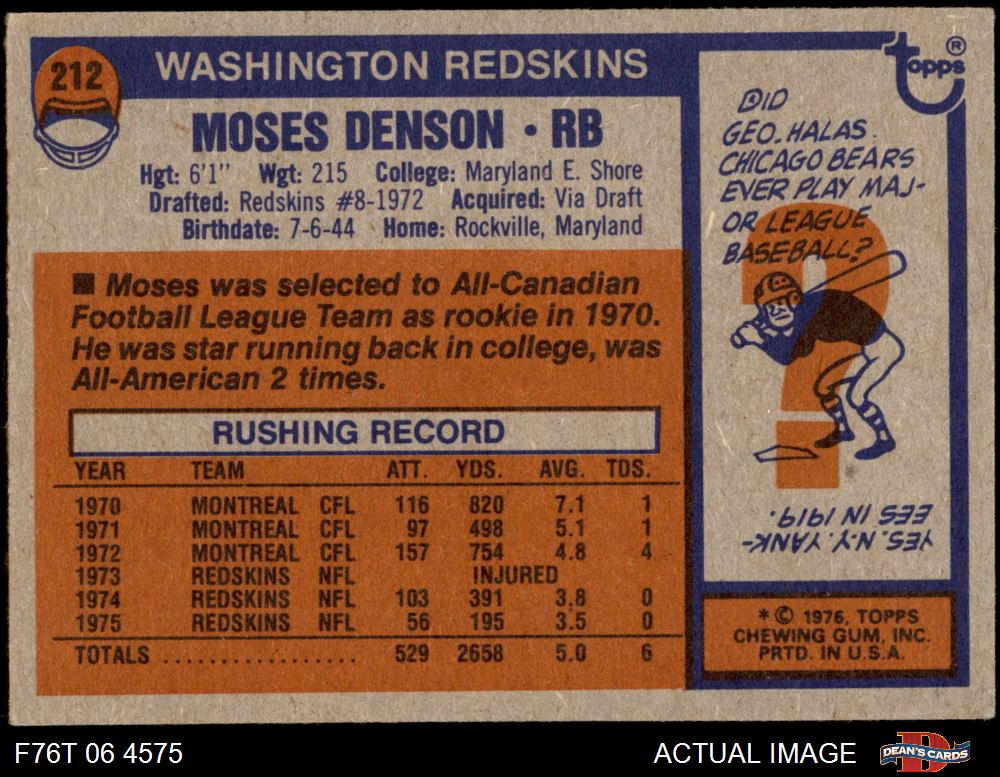 212
WASHINGTON REDSKINS
MOSES DENSON • RB
Hgt: 6'1" Wgt: 215 College: Maryland E. Shore
Drafted: Redskins #8-1972 Acquired: Via Draft
Birthdate: 7-6-44 Home: Rockville, Maryland
■ Moses was selected to All-Canadian
Football League Team as rookie in 1970.
He was star running back in college, was
All-American 2 times.
RUSHING RECORD
YEAR TEAM ATT. YDS. AVG. TDS.
1970 MONTREAL CFL 116 820 7.1 1
1971 MONTREAL CFL 97 498 5.1 1
1972 MONTREAL CFL 157 754 4.8 4
1973 REDSKINS NFL INJURED
1974 REDSKINS NFL 103 391 3.8 0
1975 REDSKINS NFL 56 195 3.5 0
TOTALS .................. 529 2658 5.0 6
topps ®
DID
GEO. HALAS
CHICAGO BEARS
EVER PLAY MAJ-
OR LEAGUE
BASEBALL?
?
YES. N.Y. YANK-
EES IN 1919.
* © 1976, TOPPS
CHEWING GUM, INC.
PRTD. IN U.S.A.
F76T 06 4575
ACTUAL IMAGE
D
DEAN'S CARDS